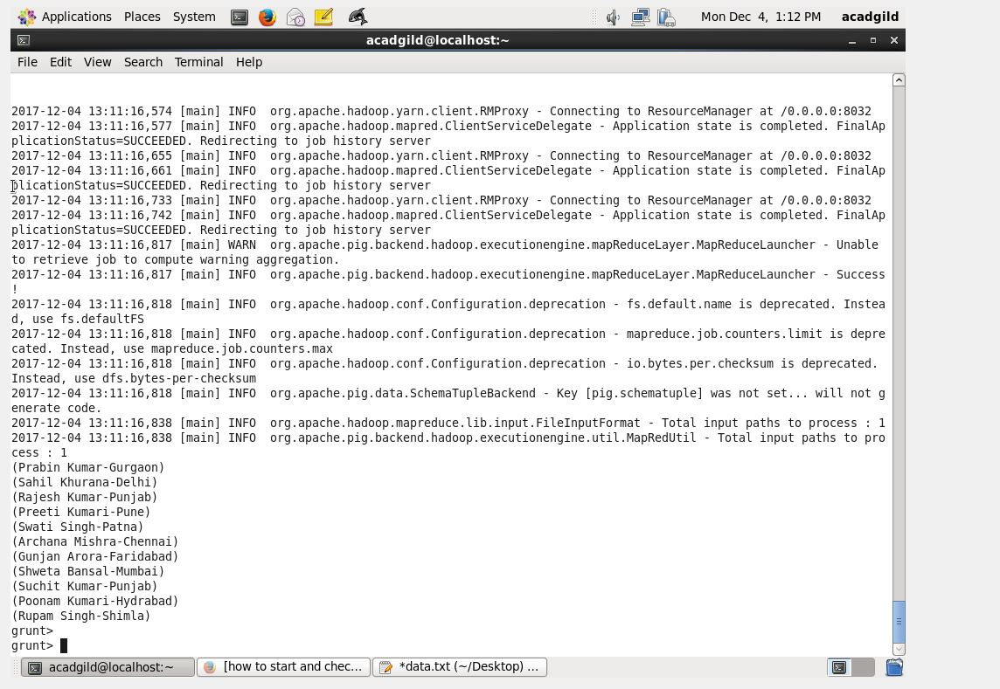 Applications Places System Mon Dec 4, 1:12 PM acadgild
acadgild@localhost:~
File Edit View Search Terminal Help
2017-12-04 13:11:16,574 [main] INFO  org.apache.hadoop.yarn.client.RMProxy - Connecting to ResourceManager at /0.0.0.0:8032
2017-12-04 13:11:16,577 [main] INFO  org.apache.hadoop.mapred.ClientServiceDelegate - Application state is completed. FinalAp
plicationStatus=SUCCEEDED. Redirecting to job history server
2017-12-04 13:11:16,655 [main] INFO  org.apache.hadoop.yarn.client.RMProxy - Connecting to ResourceManager at /0.0.0.0:8032
2017-12-04 13:11:16,661 [main] INFO  org.apache.hadoop.mapred.ClientServiceDelegate - Application state is completed. FinalAp
plicationStatus=SUCCEEDED. Redirecting to job history server
2017-12-04 13:11:16,733 [main] INFO  org.apache.hadoop.yarn.client.RMProxy - Connecting to ResourceManager at /0.0.0.0:8032
2017-12-04 13:11:16,742 [main] INFO  org.apache.hadoop.mapred.ClientServiceDelegate - Application state is completed. FinalAp
plicationStatus=SUCCEEDED. Redirecting to job history server
2017-12-04 13:11:16,817 [main] WARN  org.apache.pig.backend.hadoop.executionengine.mapReduceLayer.MapReduceLauncher - Unable
to retrieve job to compute warning aggregation.
2017-12-04 13:11:16,817 [main] INFO  org.apache.pig.backend.hadoop.executionengine.mapReduceLayer.MapReduceLauncher - Success
!
2017-12-04 13:11:16,818 [main] INFO  org.apache.hadoop.conf.Configuration.deprecation - fs.default.name is deprecated. Instea
d, use fs.defaultFS
2017-12-04 13:11:16,818 [main] INFO  org.apache.hadoop.conf.Configuration.deprecation - mapreduce.job.counters.limit is depre
cated. Instead, use mapreduce.job.counters.max
2017-12-04 13:11:16,818 [main] INFO  org.apache.hadoop.conf.Configuration.deprecation - io.bytes.per.checksum is deprecated.
Instead, use dfs.bytes-per-checksum
2017-12-04 13:11:16,818 [main] INFO  org.apache.pig.data.SchemaTupleBackend - Key [pig.schematuple] was not set... will not g
enerate code.
2017-12-04 13:11:16,838 [main] INFO  org.apache.hadoop.mapreduce.lib.input.FileInputFormat - Total input paths to process : 1
2017-12-04 13:11:16,838 [main] INFO  org.apache.pig.backend.hadoop.executionengine.util.MapRedUtil - Total input paths to pro
cess : 1
(Prabin Kumar-Gurgaon)
(Sahil Khurana-Delhi)
(Rajesh Kumar-Punjab)
(Preeti Kumari-Pune)
(Swati Singh-Patna)
(Archana Mishra-Chennai)
(Gunjan Arora-Faridabad)
(Shweta Bansal-Mumbai)
(Suchit Kumar-Punjab)
(Poonam Kumari-Hydrabad)
(Rupam Singh-Shimla)
grunt>
grunt>
acadgild@localhost:~ [how to start and chec... *data.txt (~/Desktop) ...